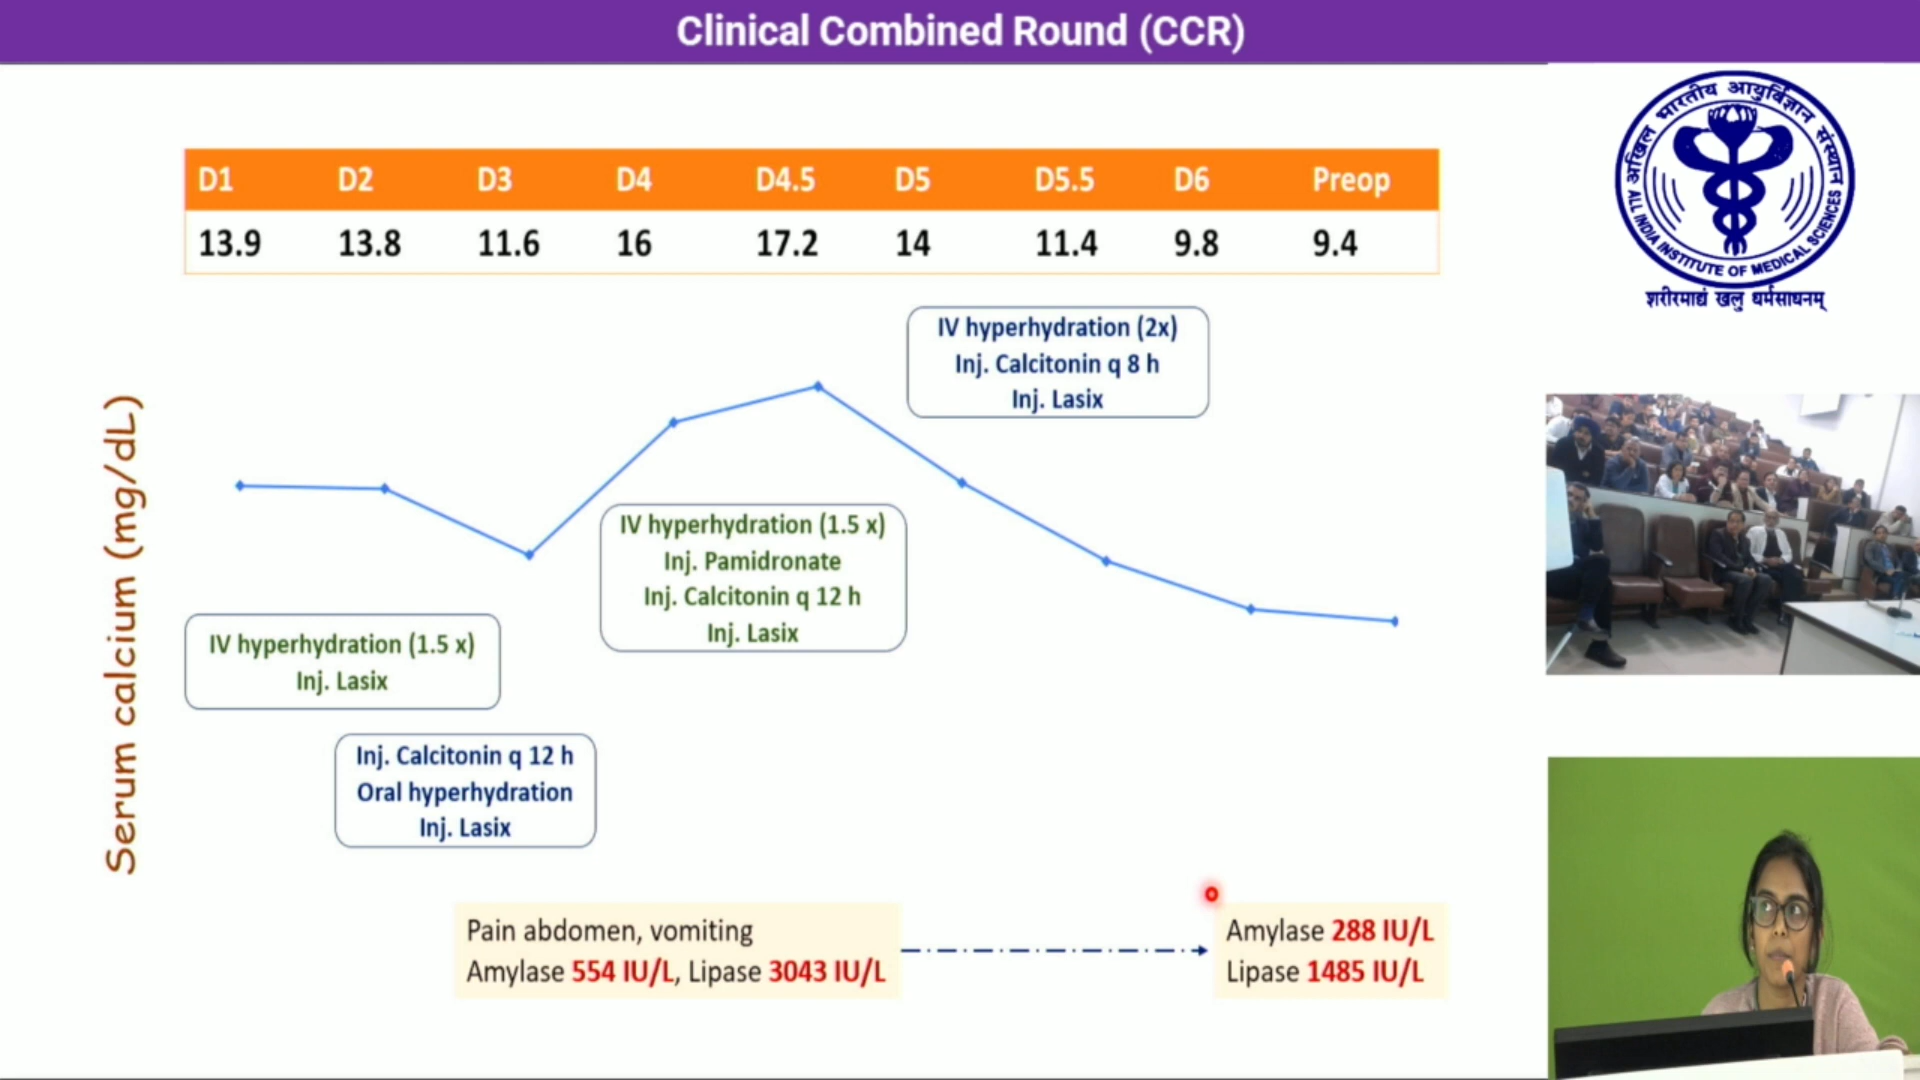 Clinical Combined Round (CCR)
D1 D2 D3 D4 D4.5 D5 D5.5 D6 Preop
13.9 13.8 11.6 16 17.2 14 11.4 9.8 9.4
Serum calcium (mg/dL)
IV hyperhydration (1.5 x)
Inj. Lasix
Inj. Calcitonin q 12 h
Oral hyperhydration
Inj. Lasix
IV hyperhydration (1.5 x)
Inj. Pamidronate
Inj. Calcitonin q 12 h
Inj. Lasix
IV hyperhydration (2x)
Inj. Calcitonin q 8 h
Inj. Lasix
Pain abdomen, vomiting
Amylase 554 IU/L, Lipase 3043 IU/L
Amylase 288 IU/L
Lipase 1485 IU/L
अखिल भारतीय आयुर्विज्ञान संस्थान
ALL INDIA INSTITUTE OF MEDICAL SCIENCES
शरीरमाद्यं खलु धर्मसाधनम्